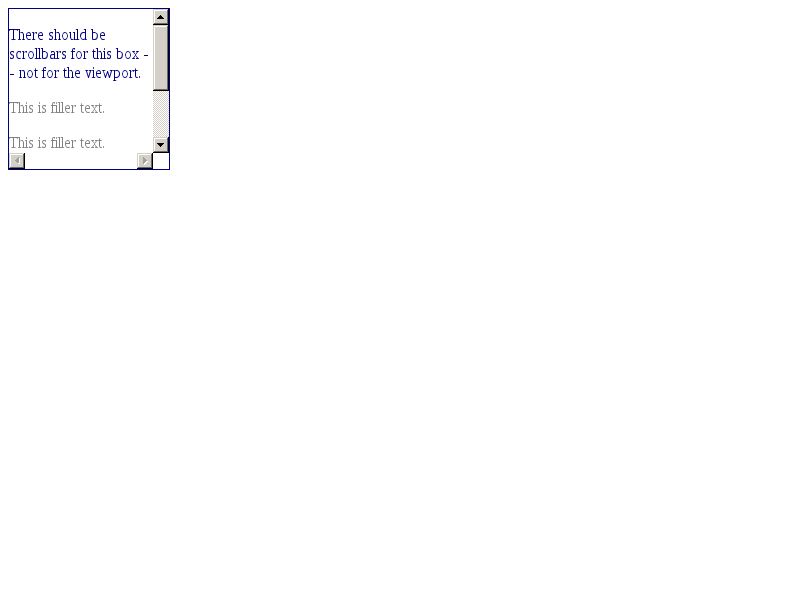 There should be
scrollbars for this box -
- not for the viewport.
This is filler text.
This is filler text.